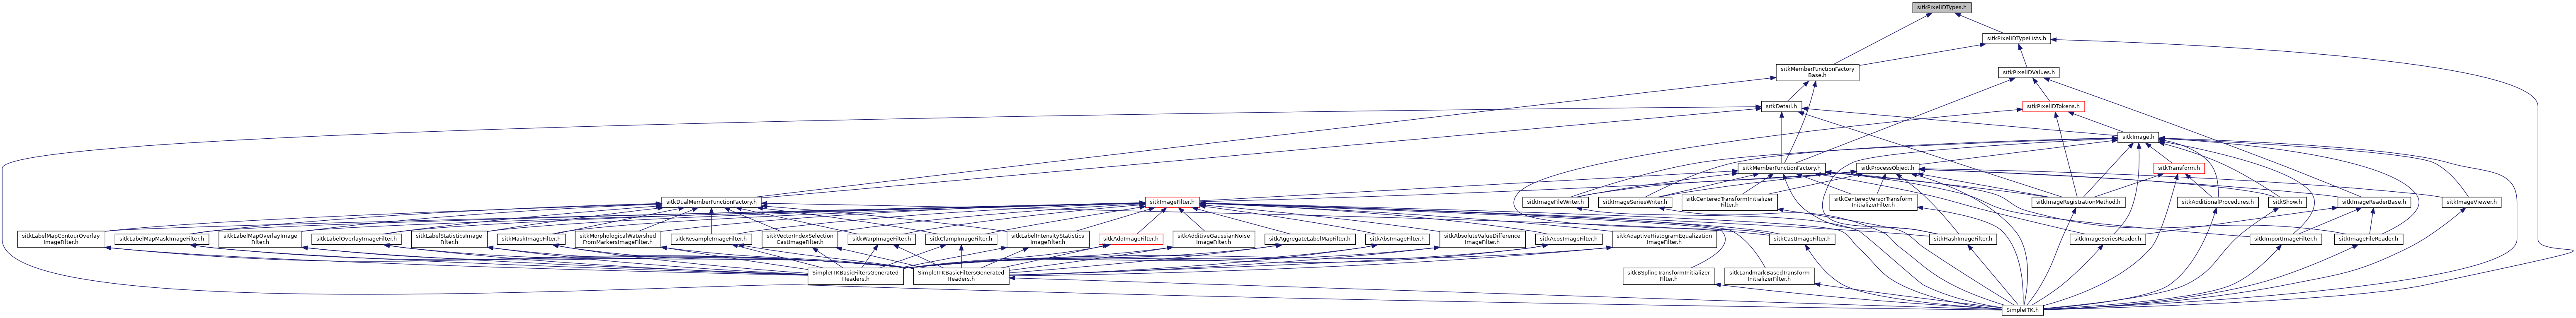 sitkPixelIDTypes.h
sitkPixelIDTypeLists.h
sitkMemberFunctionFactory
Base.h
sitkPixelIDValues.h
sitkDetail.h
sitkPixelIDTokens.h
sitkImage.h
sitkMemberFunctionFactory.h
sitkProcessObject.h
sitkTransform.h
sitkDualMemberFunctionFactory.h
sitkImageFilter.h
sitkImageFileWriter.h
sitkImageSeriesWriter.h
sitkCenteredTransformInitializer
Filter.h
sitkCenteredVersorTransform
InitializerFilter.h
sitkImageRegistrationMethod.h
sitkAdditionalProcedures.h
sitkShow.h
sitkImageReaderBase.h
sitkImageViewer.h
sitkLabelMapContourOverlay
ImageFilter.h
sitkLabelMapMaskImageFilter.h
sitkLabelMapOverlayImage
Filter.h
sitkLabelOverlayImageFilter.h
sitkLabelStatisticsImage
Filter.h
sitkMaskImageFilter.h
sitkMorphologicalWatershed
FromMarkersImageFilter.h
sitkResampleImageFilter.h
sitkVectorIndexSelection
CastImageFilter.h
sitkWarpImageFilter.h
sitkClampImageFilter.h
sitkLabelIntensityStatistics
ImageFilter.h
sitkAddImageFilter.h
sitkAdditiveGaussianNoise
ImageFilter.h
sitkAggregateLabelMapFilter.h
sitkAbsImageFilter.h
sitkAbsoluteValueDifference
ImageFilter.h
sitkAcosImageFilter.h
sitkAdaptiveHistogramEqualization
ImageFilter.h
sitkCastImageFilter.h
sitkHashImageFilter.h
sitkImageSeriesReader.h
sitkImportImageFilter.h
sitkImageFileReader.h
SimpleITKBasicFiltersGenerated
Headers.h
SimpleITKBasicFiltersGenerated
Headers.h
sitkBSplineTransformInitializer
Filter.h
sitkLandmarkBasedTransform
InitializerFilter.h
SimpleITK.h